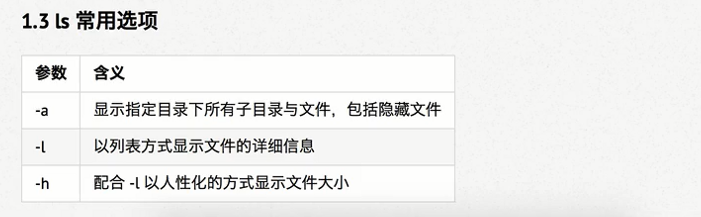 1.3 ls 常用选项
参数 含义
-a 显示指定目录下所有子目录与文件，包括隐藏文件
-l 以列表方式显示文件的详细信息
-h 配合 -l 以人性化的方式显示文件大小